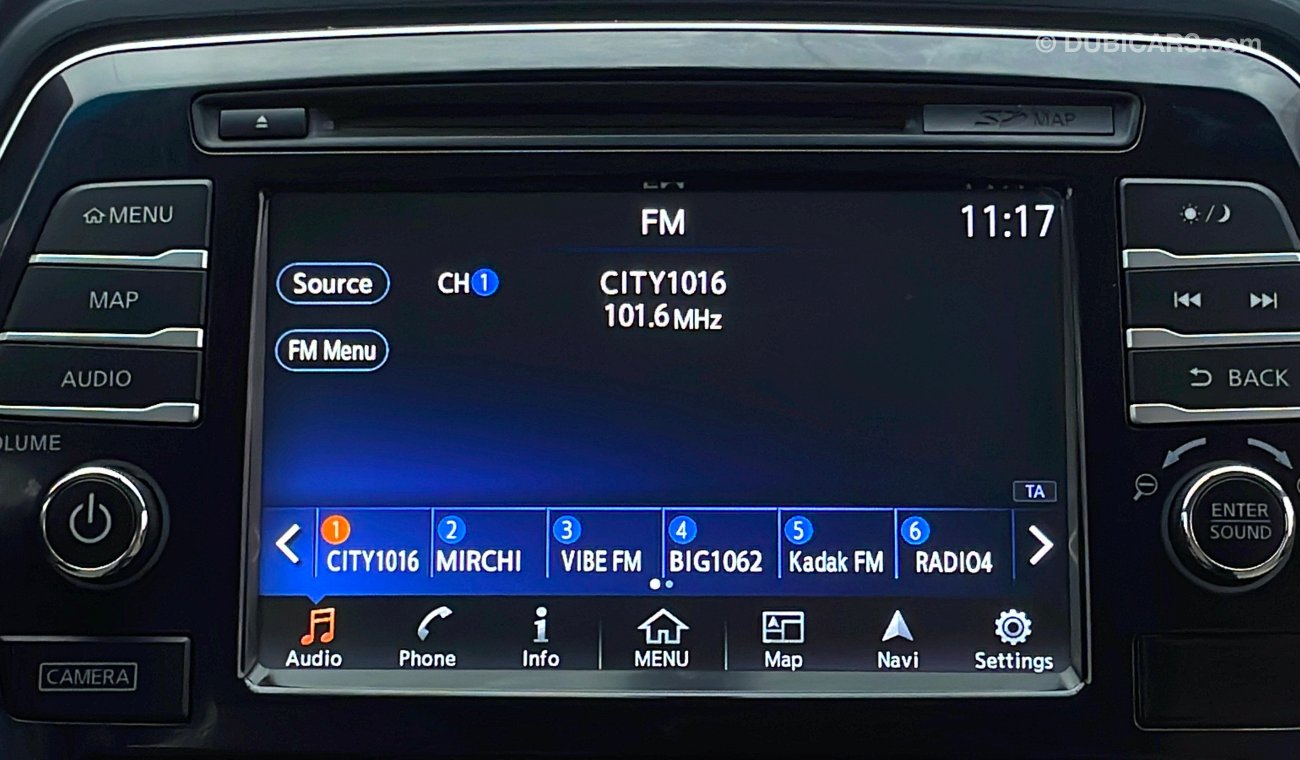 © DUBICARS.com
MAP
MENU
FM
11:17
Source
CH 1
CITY1016
101.6 MHz
MAP
FM Menu
AUDIO
BACK
VOLUME
TA
ENTER
SOUND
1 CITY1016
2 MIRCHI
3 VIBE FM
4 BIG1062
5 Kadak FM
6 RADIO4
Audio
Phone
Info
MENU
Map
Navi
Settings
CAMERA